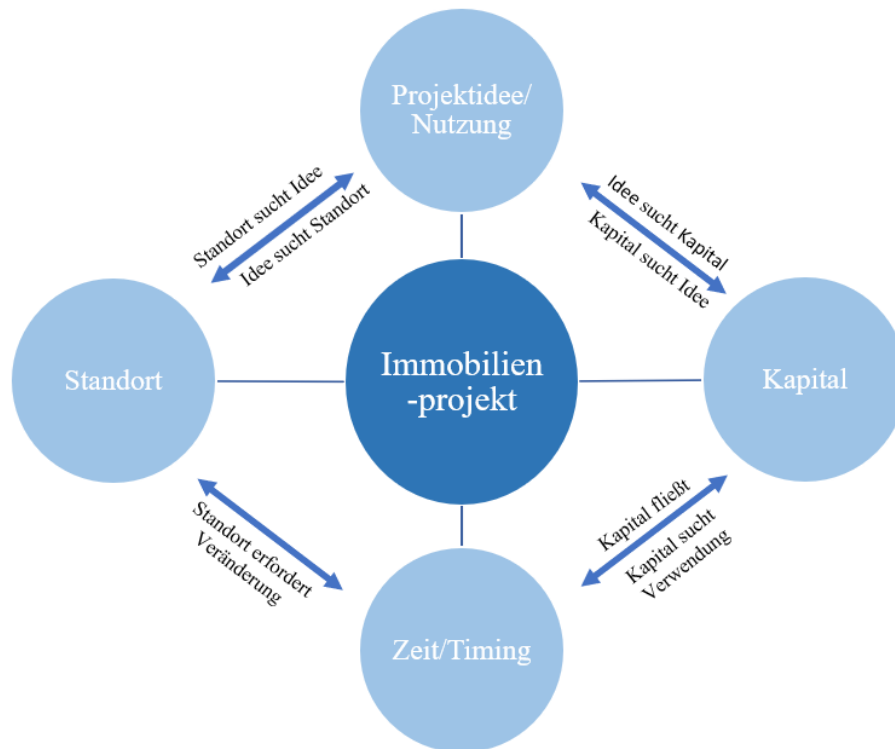 Projektidee/
Nutzung
Standort sucht Idee
Idee sucht Standort
Idee sucht Kapital
Kapital sucht Idee
Standort
Immobilien
-projekt
Kapital
Standort erfordert
Veränderung
Kapital fließt
Kapital sucht
Verwendung
Zeit/Timing